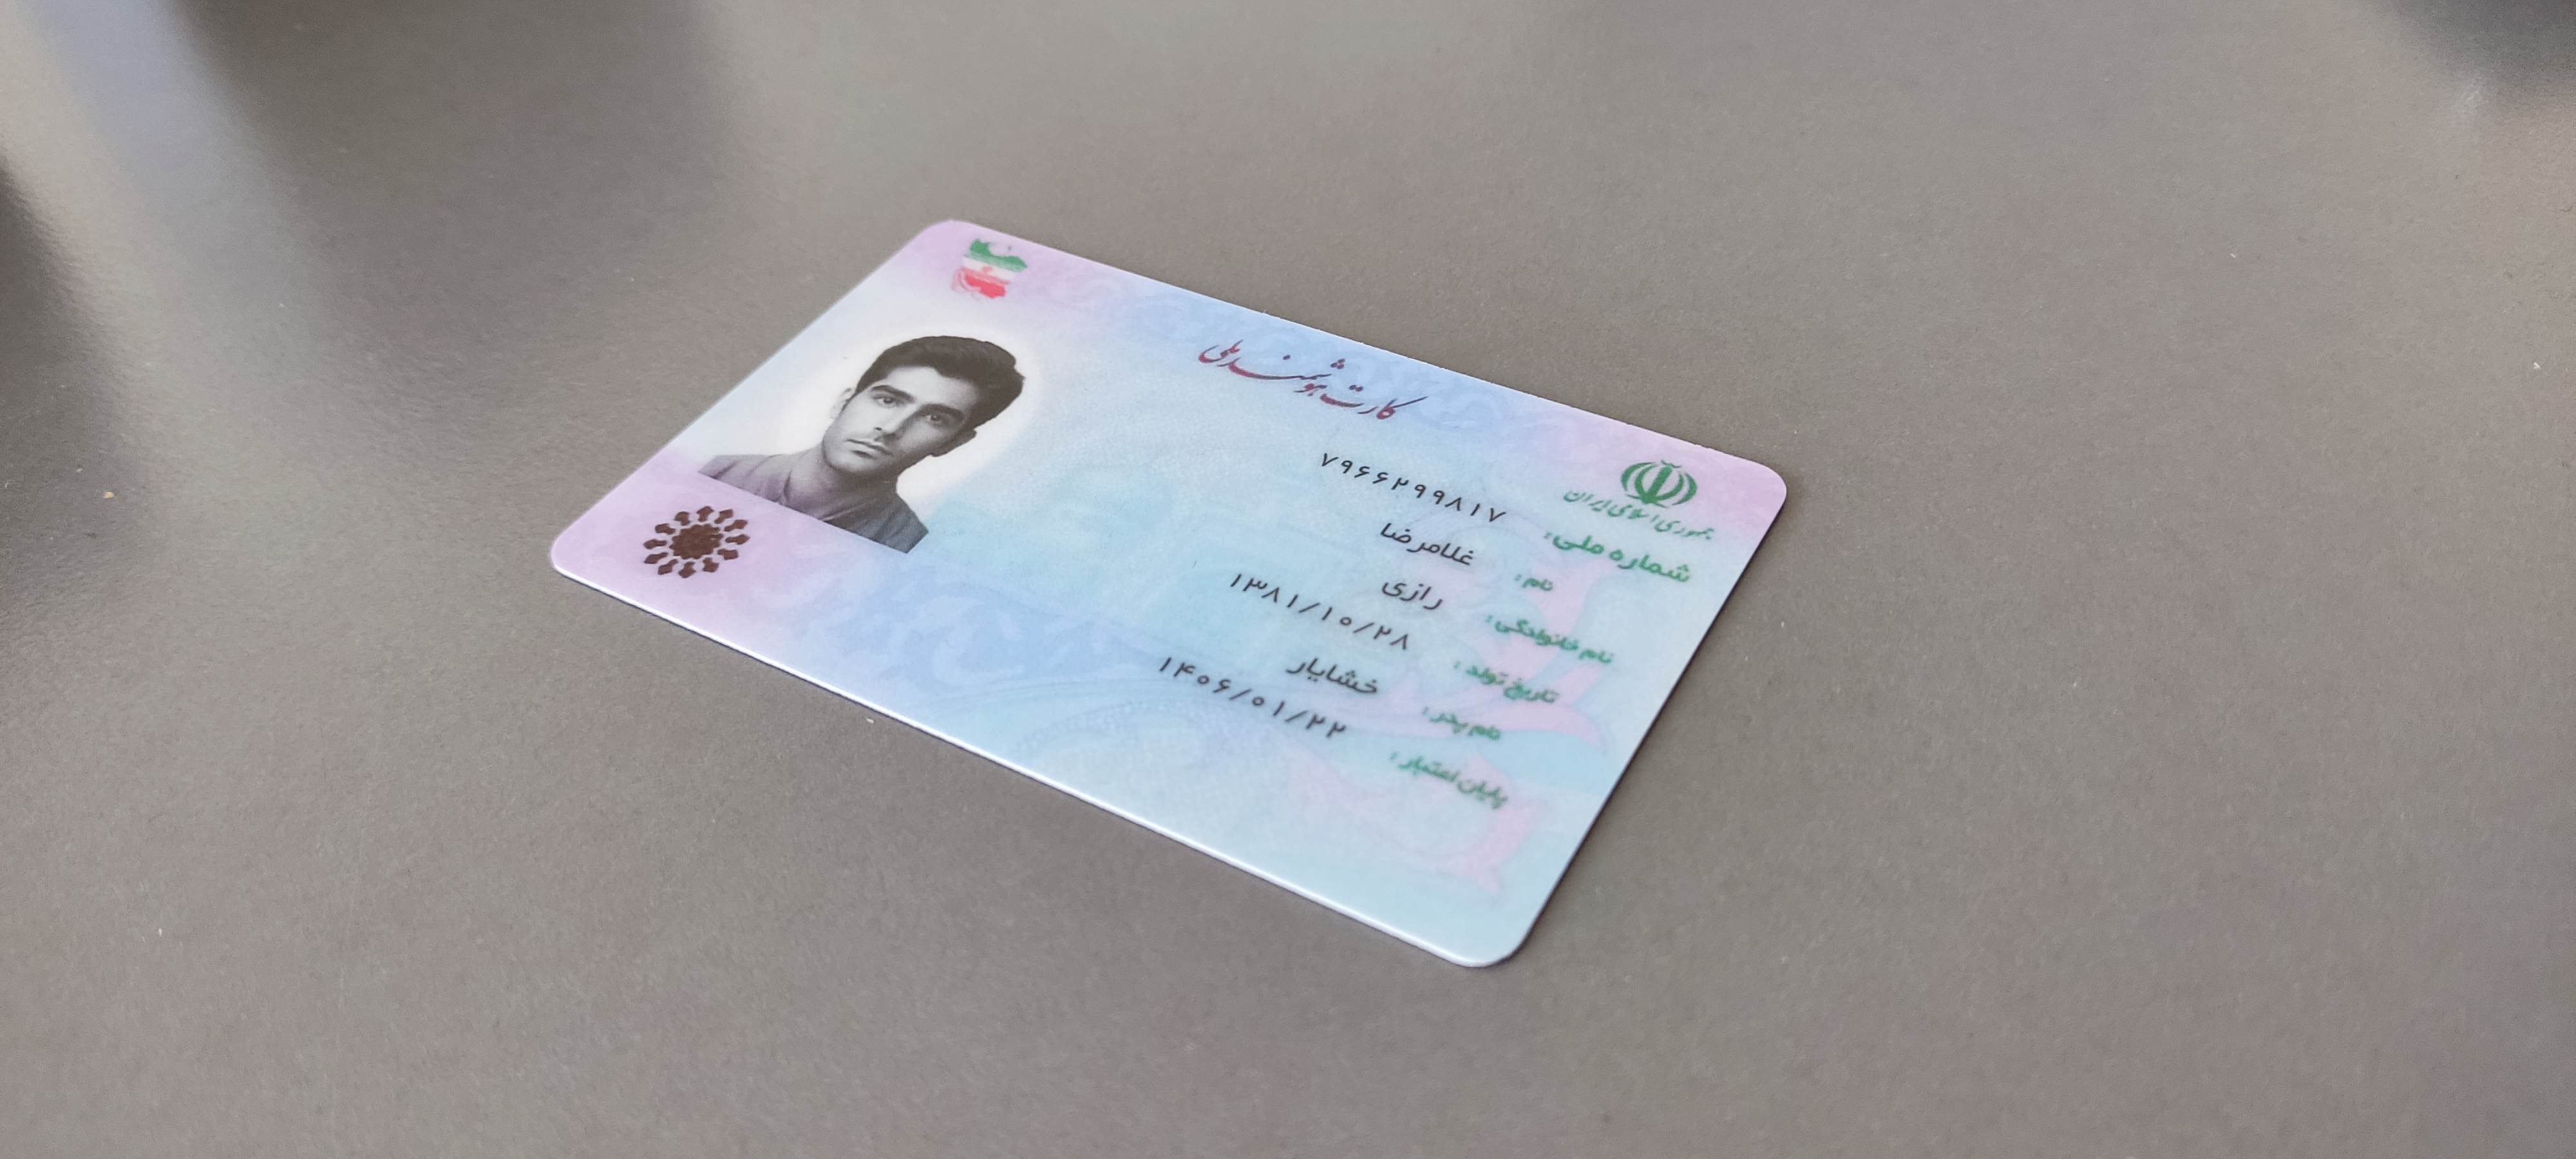 کارت هوشمند ملی
جمهوری اسلامی ایران
شماره ملی: ۷۹۶۶۲۹۹۸۱۷
نام: غلامرضا
نام خانوادگی: رازی
تاریخ تولد: ۱۳۸۱/۱۰/۲۸
نام پدر: خشایار
پایان اعتبار: ۱۴۰۶/۰۱/۲۲